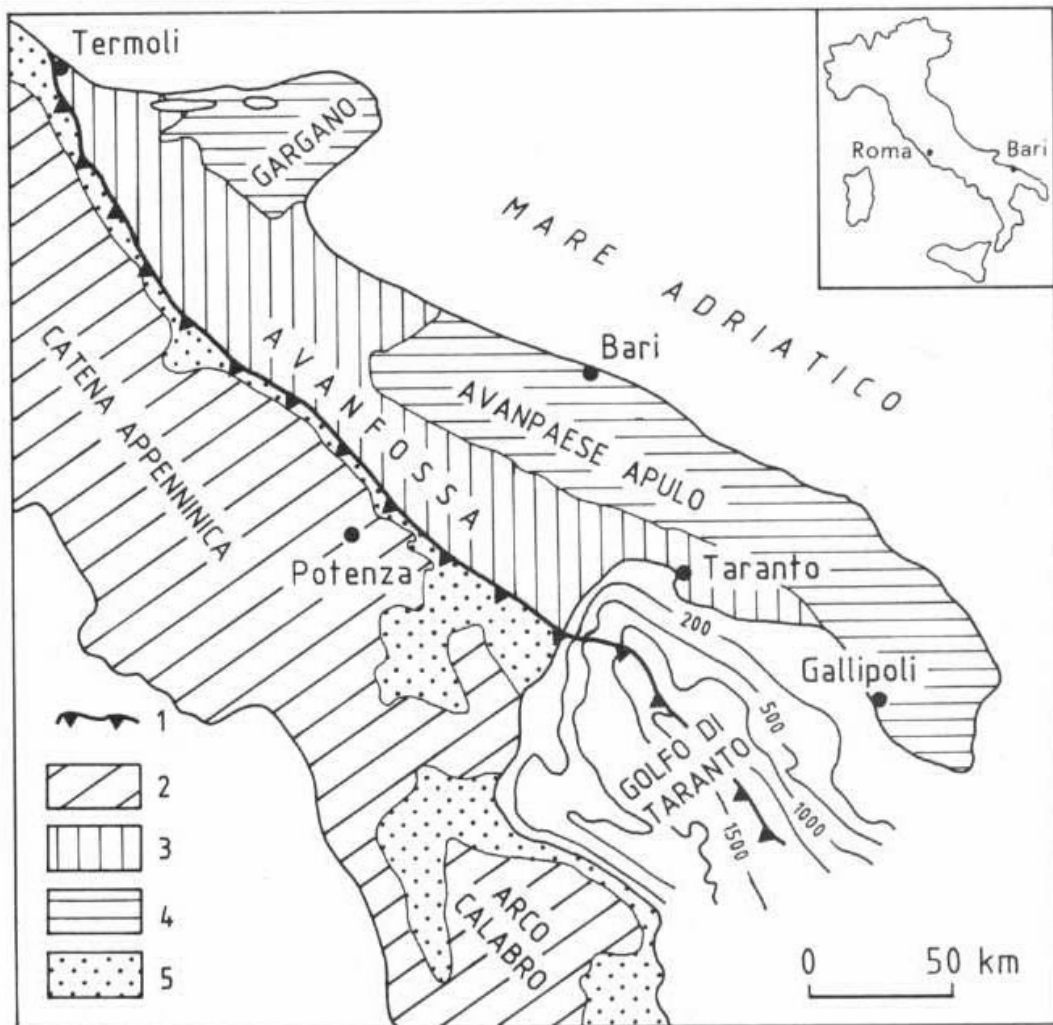 Termoli
GARGANO
Roma
Bari
MARE ADRIATICO
CATENA APPENNINICA
AVANFOSSA
Bari
AVANPAESE APULO
Potenza
Taranto
200
Gallipoli
500
GOLFO DI
TARANTO
1000
1500
ARCO
CALABRO
1
2
3
4
5
0 50 km